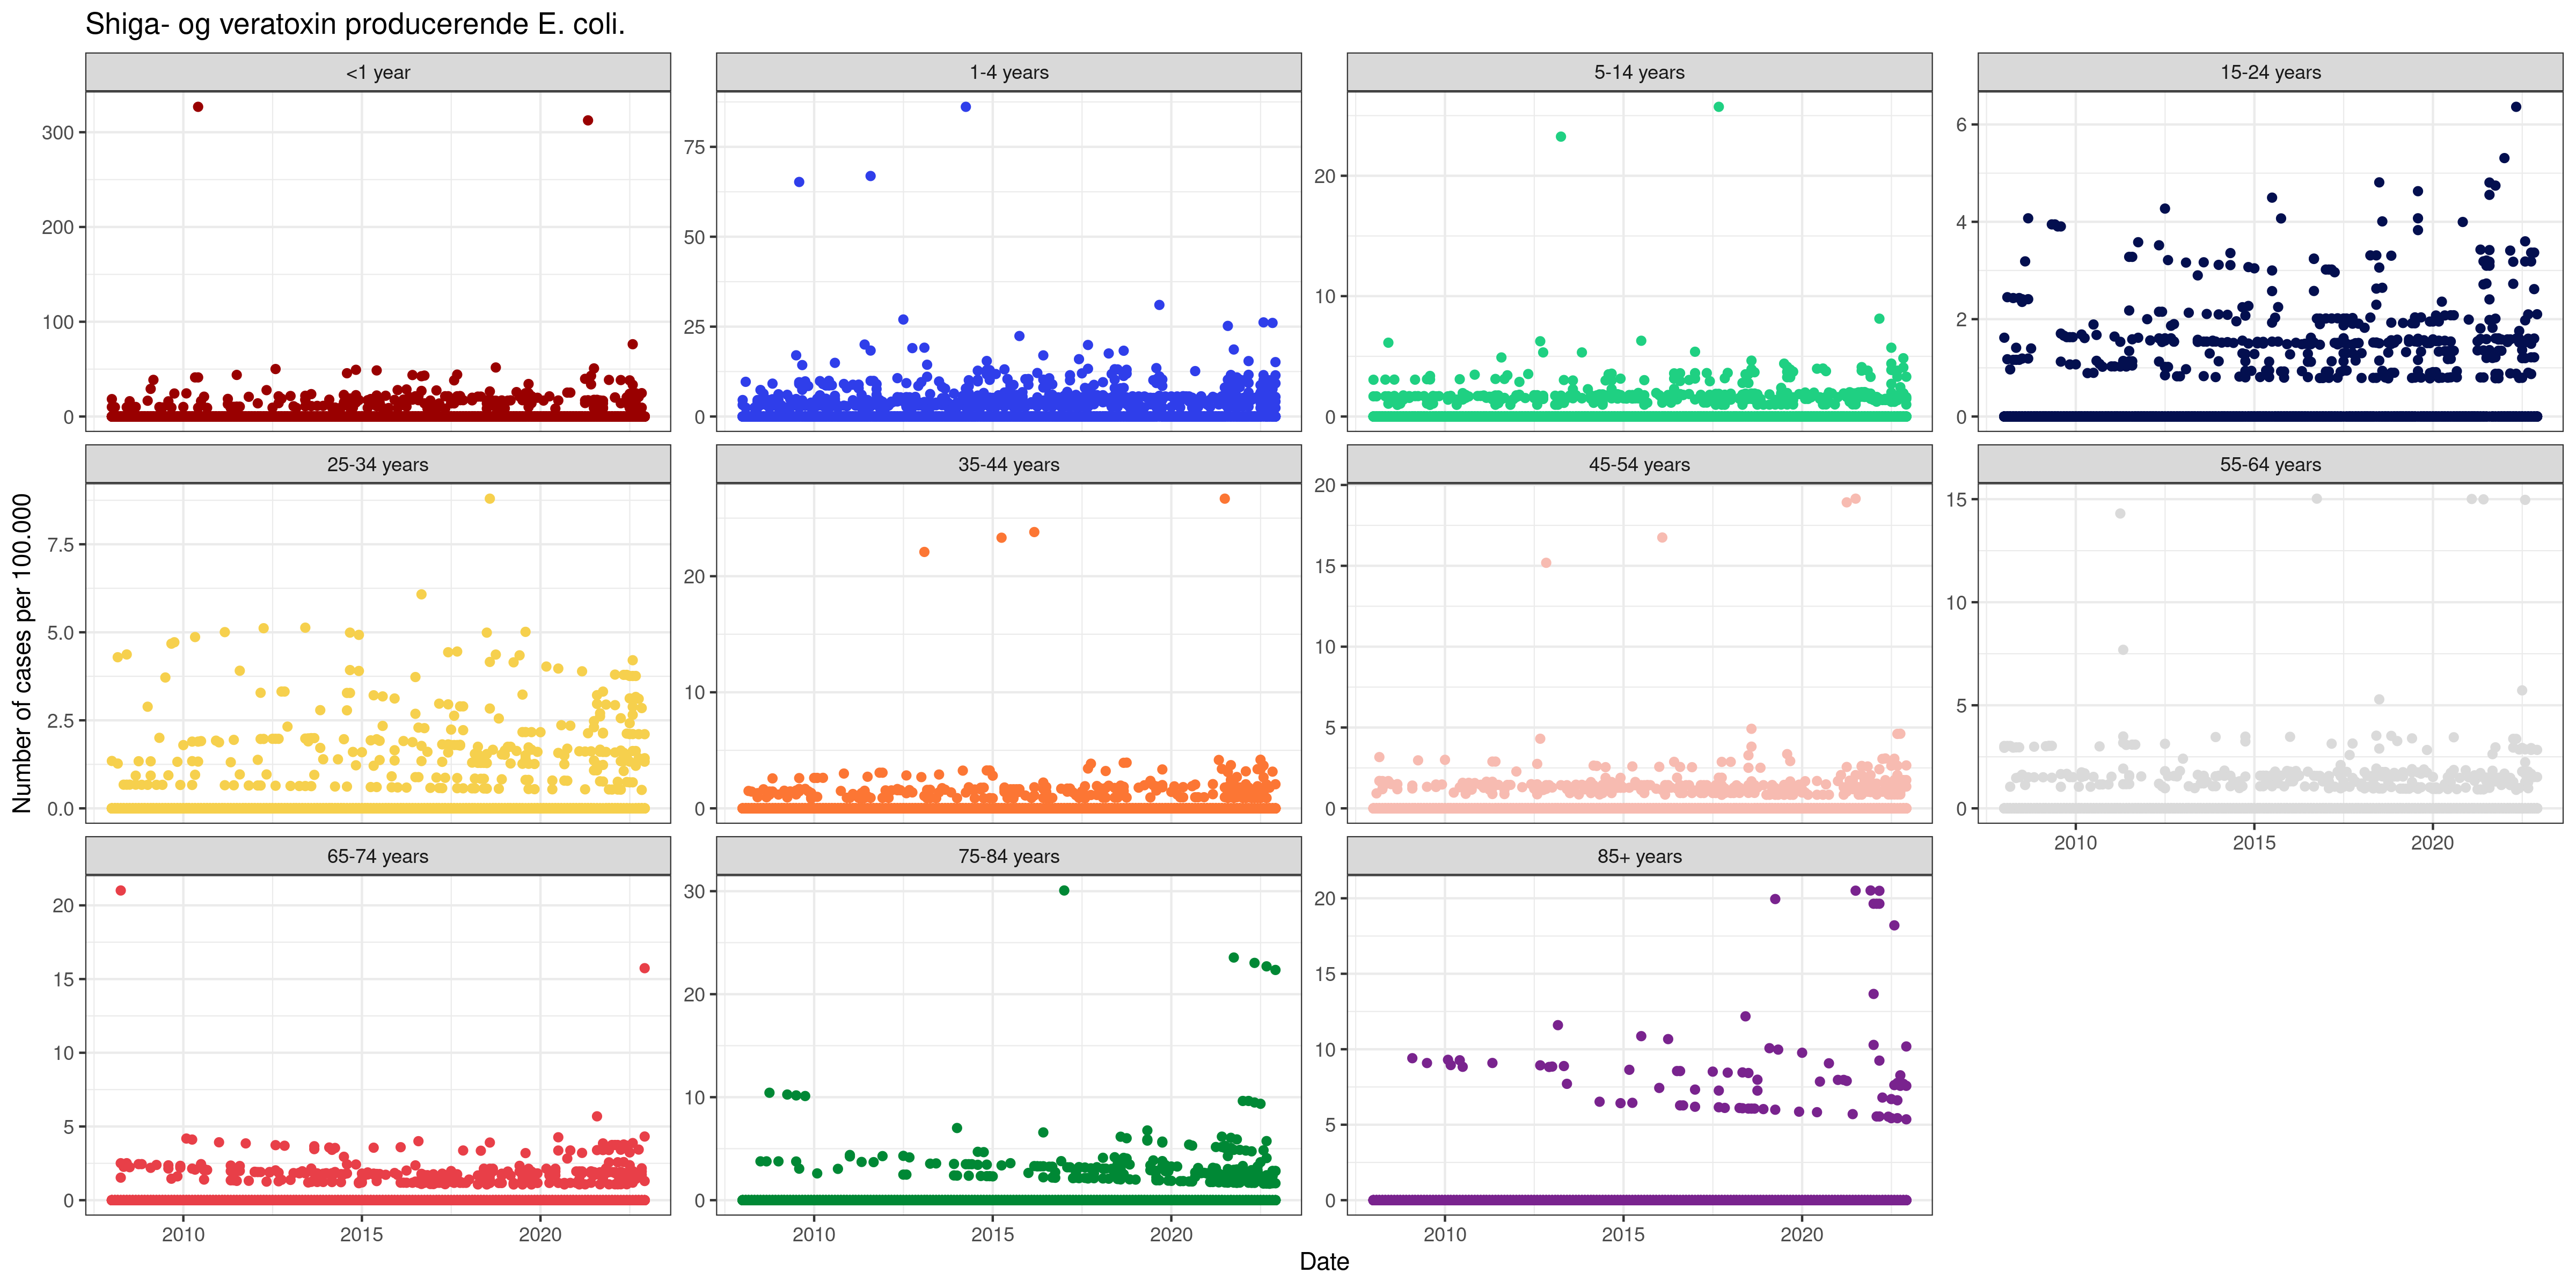 Shiga- og veratoxin producerende E. coli.
<1 year
1-4 years
5-14 years
15-24 years
300
200
100
0
75
50
25
0
20
10
0
6
4
2
0
25-34 years
35-44 years
45-54 years
55-64 years
7.5
5.0
2.5
0.0
20
10
0
20
15
10
5
0
15
10
5
0
2010 2015 2020
Number of cases per 100.000
65-74 years
75-84 years
85+ years
20
15
10
5
0
30
20
10
0
20
15
10
5
0
2010 2015 2020
2010 2015 2020
2010 2015 2020
Date